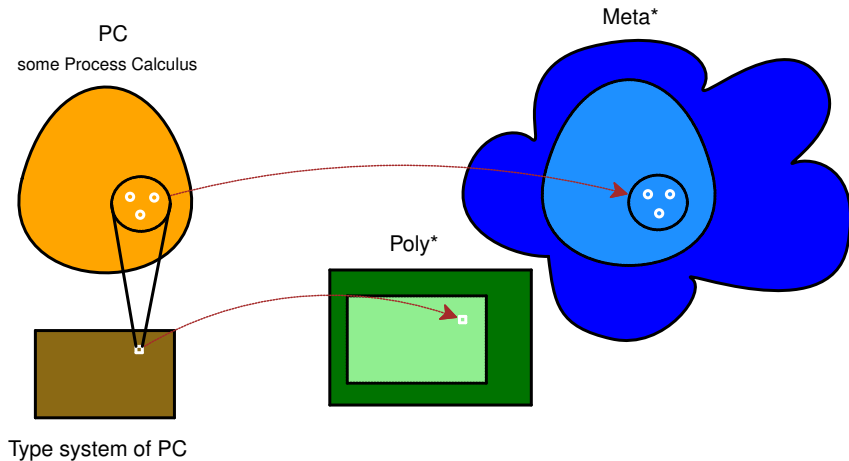 PC
some Process Calculus
Meta*
Poly*
Type system of PC